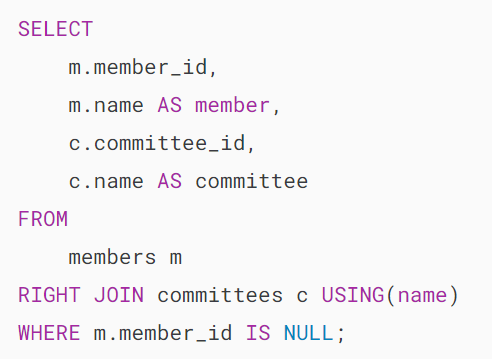 SELECT
    m.member_id,
    m.name AS member,
    c.committee_id,
    c.name AS committee
FROM
    members m
RIGHT JOIN committees c USING(name)
WHERE m.member_id IS NULL;